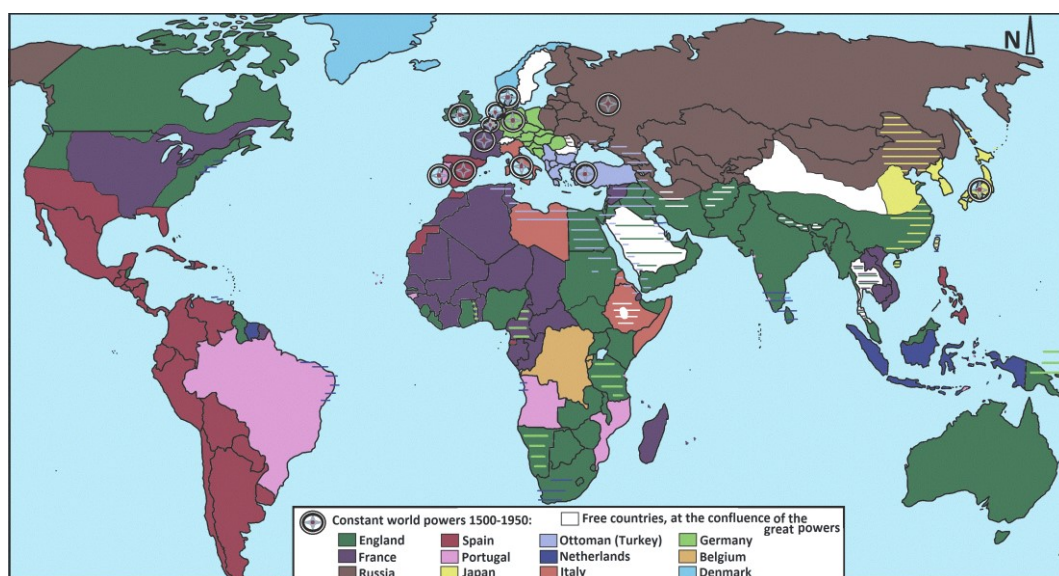 N
Constant world powers 1500-1950:
Free countries, at the confluence of the
great powers
England
Spain
Ottoman (Turkey)
Germany
France
Portugal
Netherlands
Belgium
Russia
Japan
Italy
Denmark